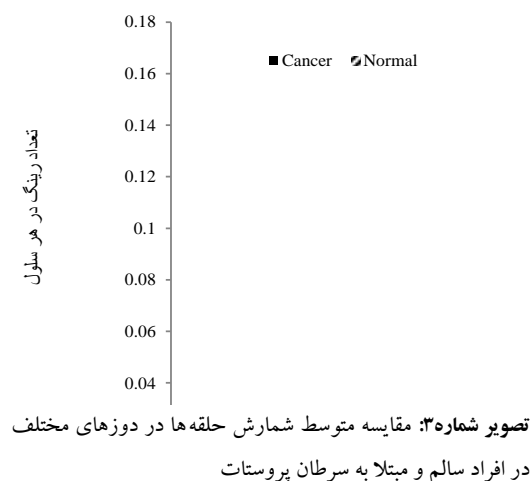 0.18
Cancer Normal
0.16
0.14
0.12
0.1
0.08
0.06
0.04
تعداد رینگ در هر سلول
تصویر شماره۳: مقایسه متوسط شمارش حلقه‌ها در دوزهای مختلف
در افراد سالم و مبتلا به سرطان پروستات